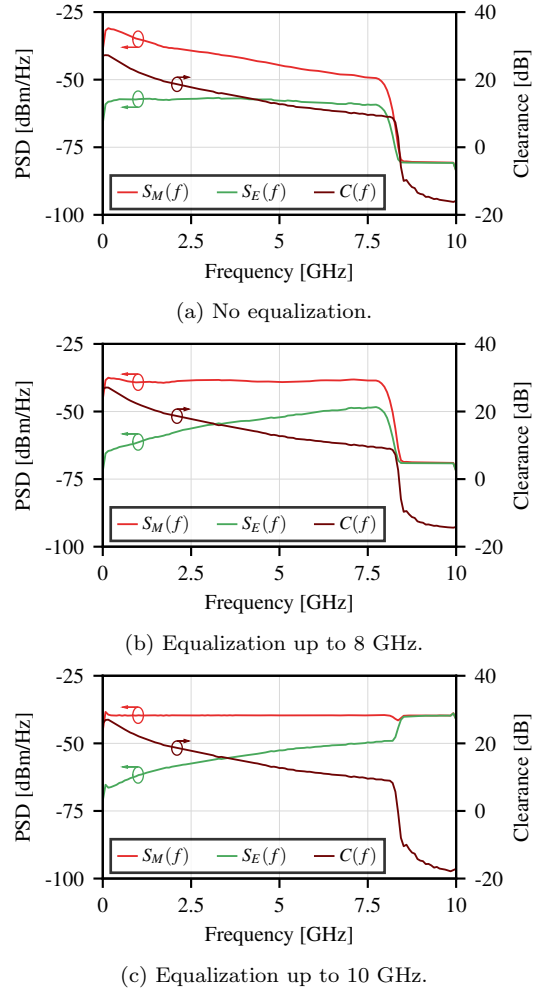 -25
-50
-75
-100
PSD [dBm/Hz]
40
20
0
-20
Clearance [dB]
S_M(f) S_E(f) C(f)
0 2.5 5 7.5 10
Frequency [GHz]
(a) No equalization.
-25
-50
-75
-100
PSD [dBm/Hz]
40
20
0
-20
Clearance [dB]
S_M(f) S_E(f) C(f)
0 2.5 5 7.5 10
Frequency [GHz]
(b) Equalization up to 8 GHz.
-25
-50
-75
-100
PSD [dBm/Hz]
40
20
0
-20
Clearance [dB]
S_M(f) S_E(f) C(f)
0 2.5 5 7.5 10
Frequency [GHz]
(c) Equalization up to 10 GHz.